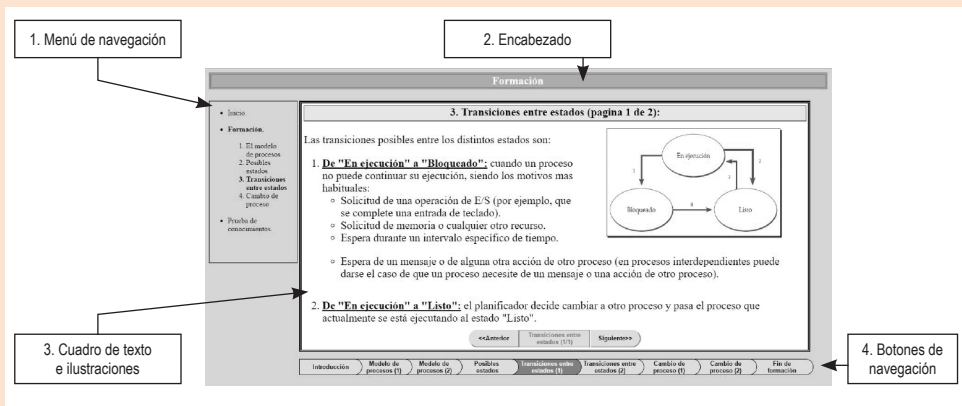 1. Menú de navegación
2. Encabezado
Formación
• Inicio
• Formación.
1. El modelo
de procesos
2. Posibles
estados
3. Transiciones
entre estados
4. Cambio de
proceso
• Prueba de
conocimientos.
3. Transiciones entre estados (pagina 1 de 2):
Las transiciones posibles entre los distintos estados son:
1. De "En ejecución" a "Bloqueado": cuando un proceso
no puede continuar su ejecución, siendo los motivos mas
habituales:
◦ Solicitud de una operación de E/S (por ejemplo, que
se complete una entrada de teclado).
◦ Solicitud de memoria o cualquier otro recurso.
◦ Espera durante un intervalo específico de tiempo.
◦ Espera de un mensaje o de alguna otra acción de otro proceso (en procesos interdependientes puede
darse el caso de que un proceso necesite de un mensaje o una acción de otro proceso).
2. De "En ejecución" a "Listo": el planificador decide cambiar a otro proceso y pasa el proceso que
actualmente se está ejecutando al estado "Listo".
En ejecución
1
2
3
Bloqueado
4
Listo
<<Anterior
Transiciones entre
estados (1/1)
Siguiente>>
Introducción
Modelo de
procesos (1)
Modelo de
procesos (2)
Posibles
estados
Transiciones entre
estados (1)
Transiciones entre
estados (2)
Cambio de
proceso (1)
Cambio de
proceso (2)
Fin de
formación
3. Cuadro de texto
e ilustraciones
4. Botones de
navegación